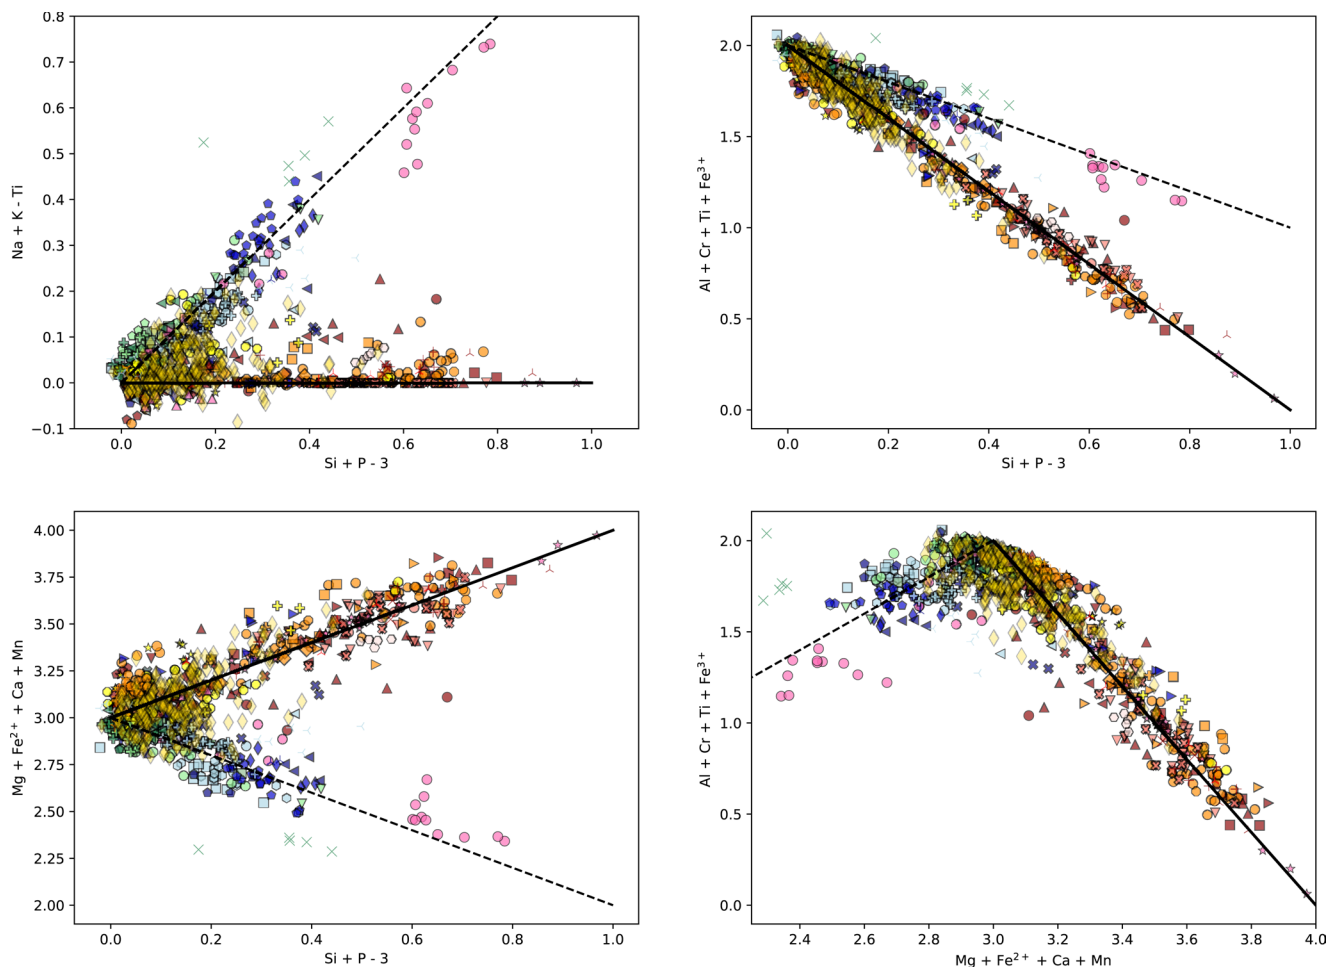 0.8
0.7
0.6
0.5
0.4
0.3
0.2
0.1
0.0
−0.1
Na + K - Ti
0.0 0.2 0.4 0.6 0.8 1.0
Si + P - 3
2.0
1.5
1.0
0.5
0.0
Al + Cr + Ti + Fe³⁺
0.0 0.2 0.4 0.6 0.8 1.0
Si + P - 3
4.00
3.75
3.50
3.25
3.00
2.75
2.50
2.25
2.00
Mg + Fe²⁺ + Ca + Mn
0.0 0.2 0.4 0.6 0.8 1.0
Si + P - 3
2.0
1.5
1.0
0.5
0.0
Al + Cr + Ti + Fe³⁺
2.4 2.6 2.8 3.0 3.2 3.4 3.6 3.8 4.0
Mg + Fe²⁺ + Ca + Mn